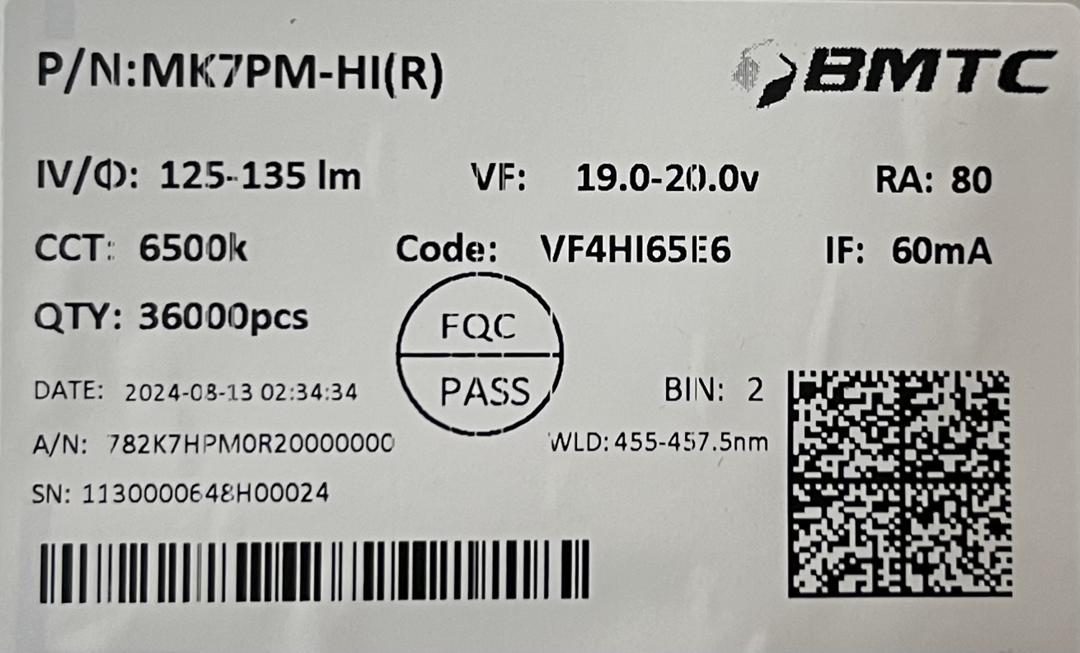 P/N:MK7PM-HI(R)
BMTC
IV/Φ: 125-135 lm VF: 19.0-20.0v RA: 80
CCT: 6500k Code: VF4HI65E6 IF: 60mA
QTY: 36000pcs
FQC
PASS
DATE: 2024-08-13 02:34:34 BIN: 2
A/N: 782K7HPM0R20000000 WLD: 455-457.5nm
SN: 1130000648H00024